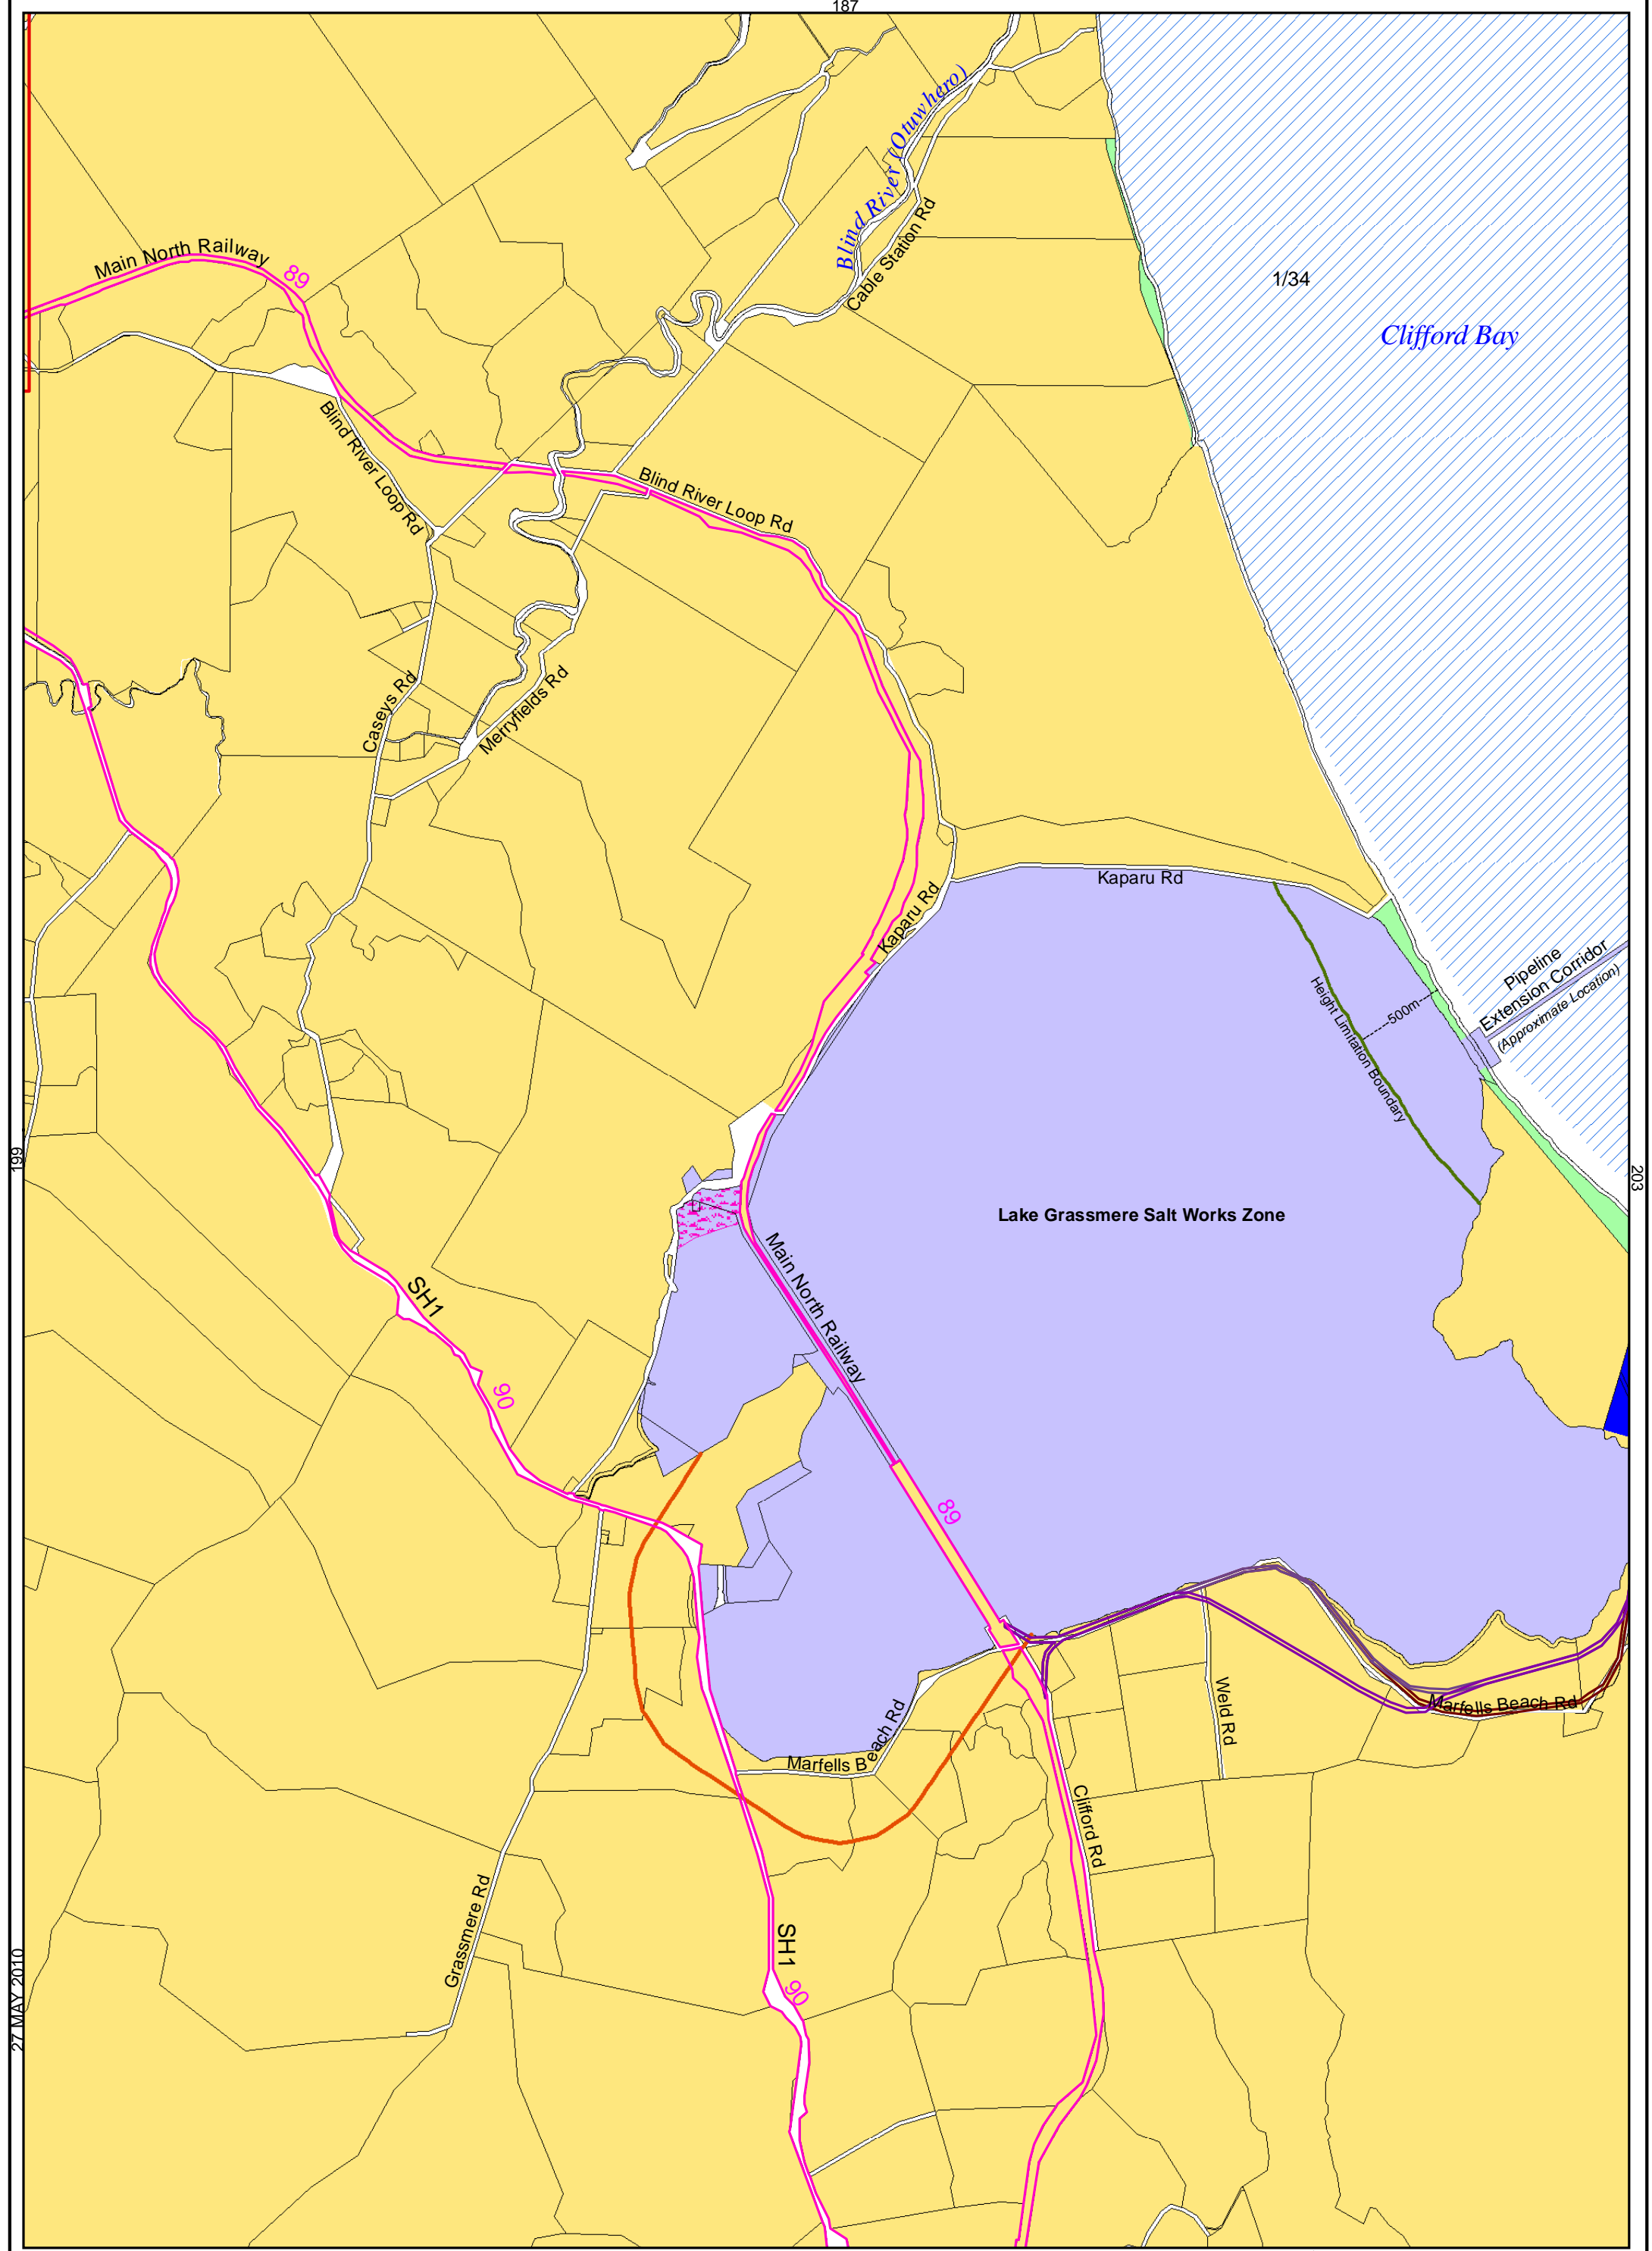 187
Blind River (Otuwhero)
Cable Station Rd
Main North Railway
89
1/34
Clifford Bay
Blind River Loop Rd
Blind River Loop Rd
Caseys Rd
Merryfields Rd
Kaparu Rd
Kaparu Rd
Pipeline
Extension Corridor
(Approximate Location)
500m
Height Limitation Boundary
199
203
Lake Grassmere Salt Works Zone
Main North Railway
SH1
90
89
Marfells Beach Rd
Weld Rd
Marfells Beach Rd
Clifford Rd
Grassmere Rd
SH1
90
27 MAY 2010